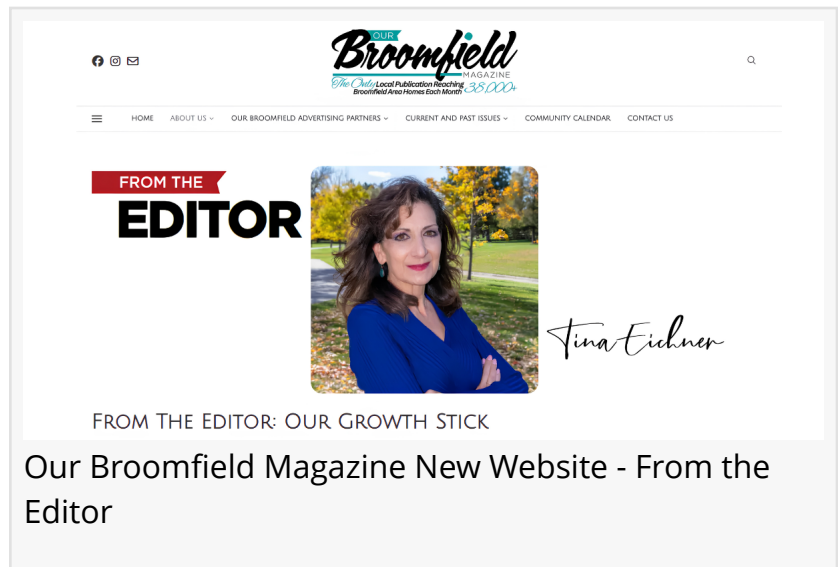 OUR
Broomfield
MAGAZINE
The Only Local Publication Reaching
Broomfield Area Homes Each Month 38,000+
HOME ABOUT US OUR BROOMFIELD ADVERTISING PARTNERS CURRENT AND PAST ISSUES COMMUNITY CALENDAR CONTACT US
FROM THE
EDITOR
Tina Eichner
FROM THE EDITOR: OUR GROWTH STICK
Our Broomfield Magazine New Website - From the
Editor